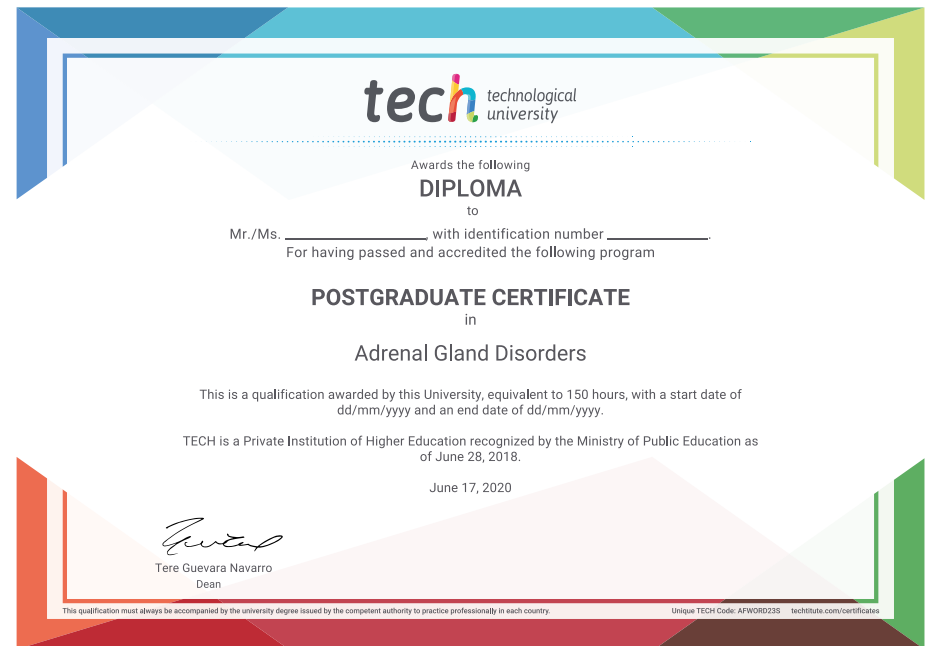 tech technological
university
Awards the following
DIPLOMA
to
Mr./Ms. ____________________, with identification number ______________.
For having passed and accredited the following program
POSTGRADUATE CERTIFICATE
in
Adrenal Gland Disorders
This is a qualification awarded by this University, equivalent to 150 hours, with a start date of
dd/mm/yyyy and an end date of dd/mm/yyyy.
TECH is a Private Institution of Higher Education recognized by the Ministry of Public Education as
of June 28, 2018.
June 17, 2020
Tere Guevara Navarro
Dean
This qualification must always be accompanied by the university degree issued by the competent authority to practice professionally in each country. Unique TECH Code: AFWORD23S techtitute.com/certificates